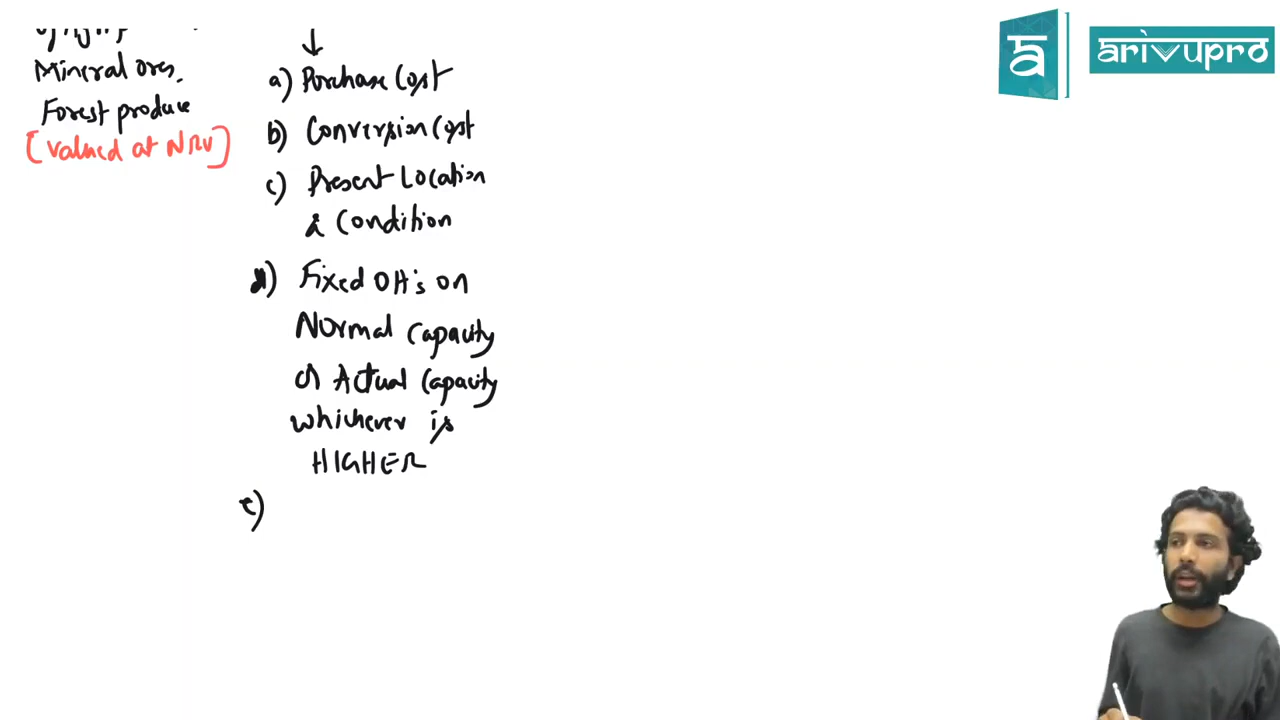 Mineral ores,
Forest produce
[Valued at NRV]
a) Purchase Cost
b) Conversion Cost
c) Present Location
& Condition
d) Fixed OH's on
Normal capacity
or Actual capacity
whichever is
HIGHER
e)
arivupro